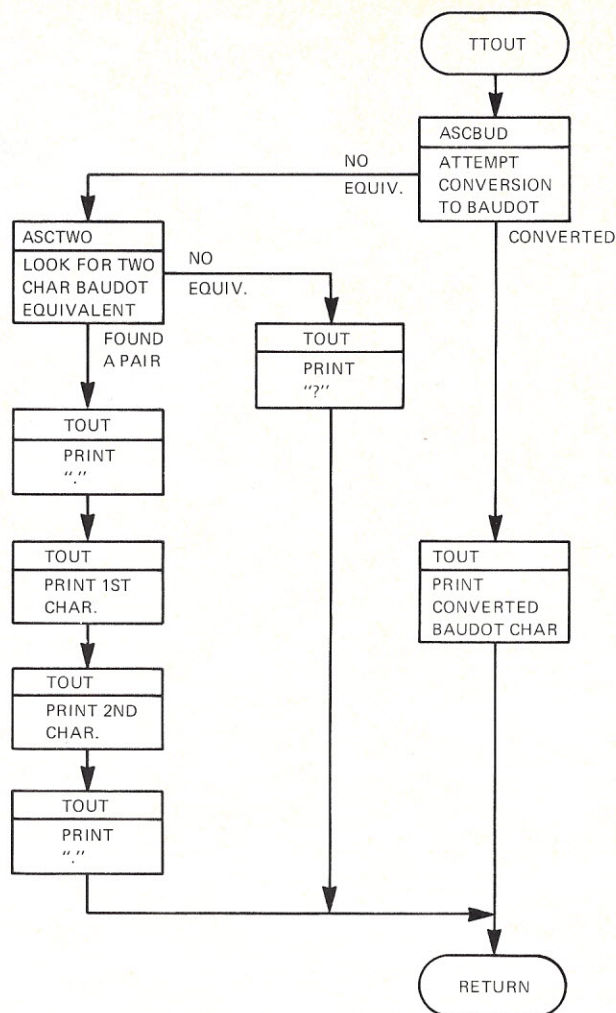 TTOUT
ASCBUD
ATTEMPT
CONVERSION
TO BAUDOT
NO
EQUIV.
CONVERTED
ASCTWO
LOOK FOR TWO
CHAR BAUDOT
EQUIVALENT
NO
EQUIV.
FOUND
A PAIR
TOUT
PRINT
"?"
TOUT
PRINT
"."
TOUT
PRINT 1ST
CHAR.
TOUT
PRINT
CONVERTED
BAUDOT CHAR
TOUT
PRINT 2ND
CHAR.
TOUT
PRINT
"."
RETURN